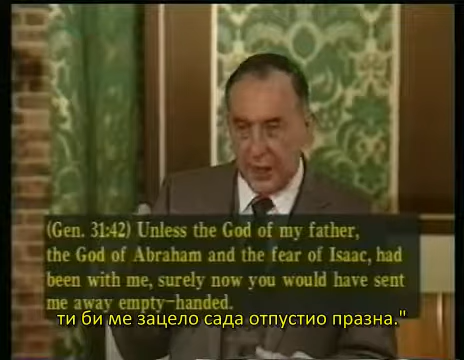 (Gen. 31:42) Unless the God of my father,
the God of Abraham and the fear of Isaac, had
been with me, surely now you would have sent
me away empty-handed.
ти би ме зацело сада отпустио празна."